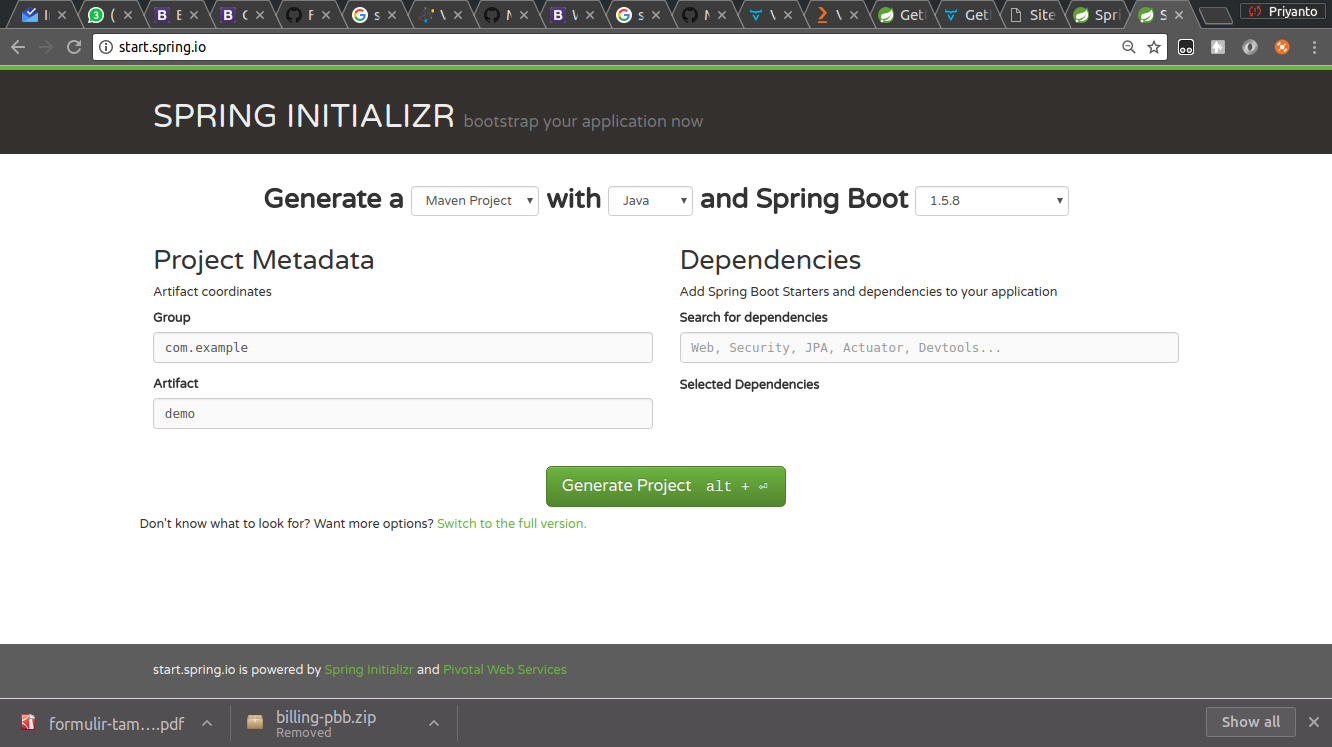 GetI
Get
Site
Spri
Priyanto
start.spring.io
SPRING INITIALIZR bootstrap your application now
Generate a Maven Project with Java and Spring Boot 1.5.8
Project Metadata
Artifact coordinates
Group
com.example
Artifact
demo
Dependencies
Add Spring Boot Starters and dependencies to your application
Search for dependencies
Web, Security, JPA, Actuator, Devtools...
Selected Dependencies
Generate Project alt + ⏎
Don't know what to look for? Want more options? Switch to the full version.
start.spring.io is powered by Spring Initializr and Pivotal Web Services
formulir-tam….pdf
billing-pbb.zip
Removed
Show all